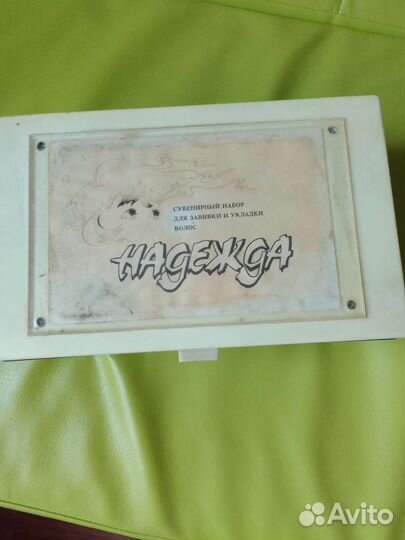 СУВЕНИРНЫЙ НАБОР
ДЛЯ ЗАВИВКИ И УКЛАДКИ
ВОЛОС
НАДЕЖДА
Avito